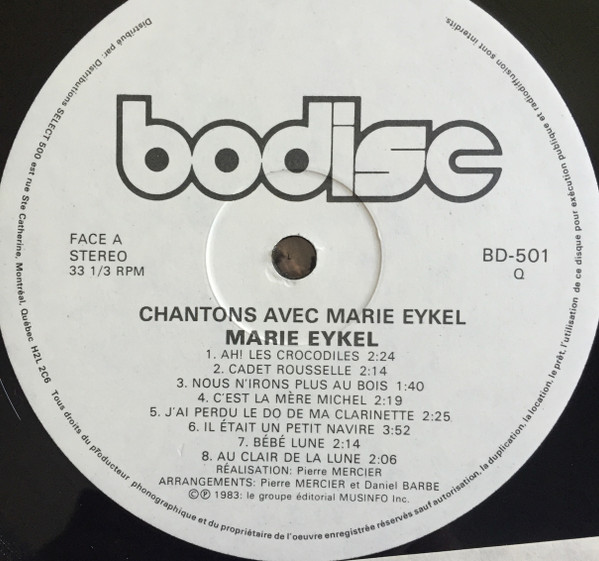 bodisc
FACE A
STEREO
33 1/3 RPM
BD-501
Q
CHANTONS AVEC MARIE EYKEL
MARIE EYKEL
1. AH! LES CROCODILES 2:24
2. CADET ROUSSELLE 2:14
3. NOUS N'IRONS PLUS AU BOIS 1:40
4. C'EST LA MÈRE MICHEL 2:19
5. J'AI PERDU LE DO DE MA CLARINETTE 2:25
6. IL ÉTAIT UN PETIT NAVIRE 3:52
7. BÉBÉ LUNE 2:14
8. AU CLAIR DE LA LUNE 2:06
RÉALISATION: Pierre MERCIER
ARRANGEMENTS: Pierre MERCIER et Daniel BARBE
©℗ 1983: le groupe éditorial MUSINFO Inc.
Distribué par: Distributions SELECT 500 est rue Ste Catherine, Montréal, Québec H2L 2C6 Tous droits du producteur phonographique et du propriétaire de l'oeuvre enregistrée réservés sauf autorisation, la duplication, la location, le prêt, l'utilisation de ce disque pour exécution publique et radiodiffusion sont interdits.